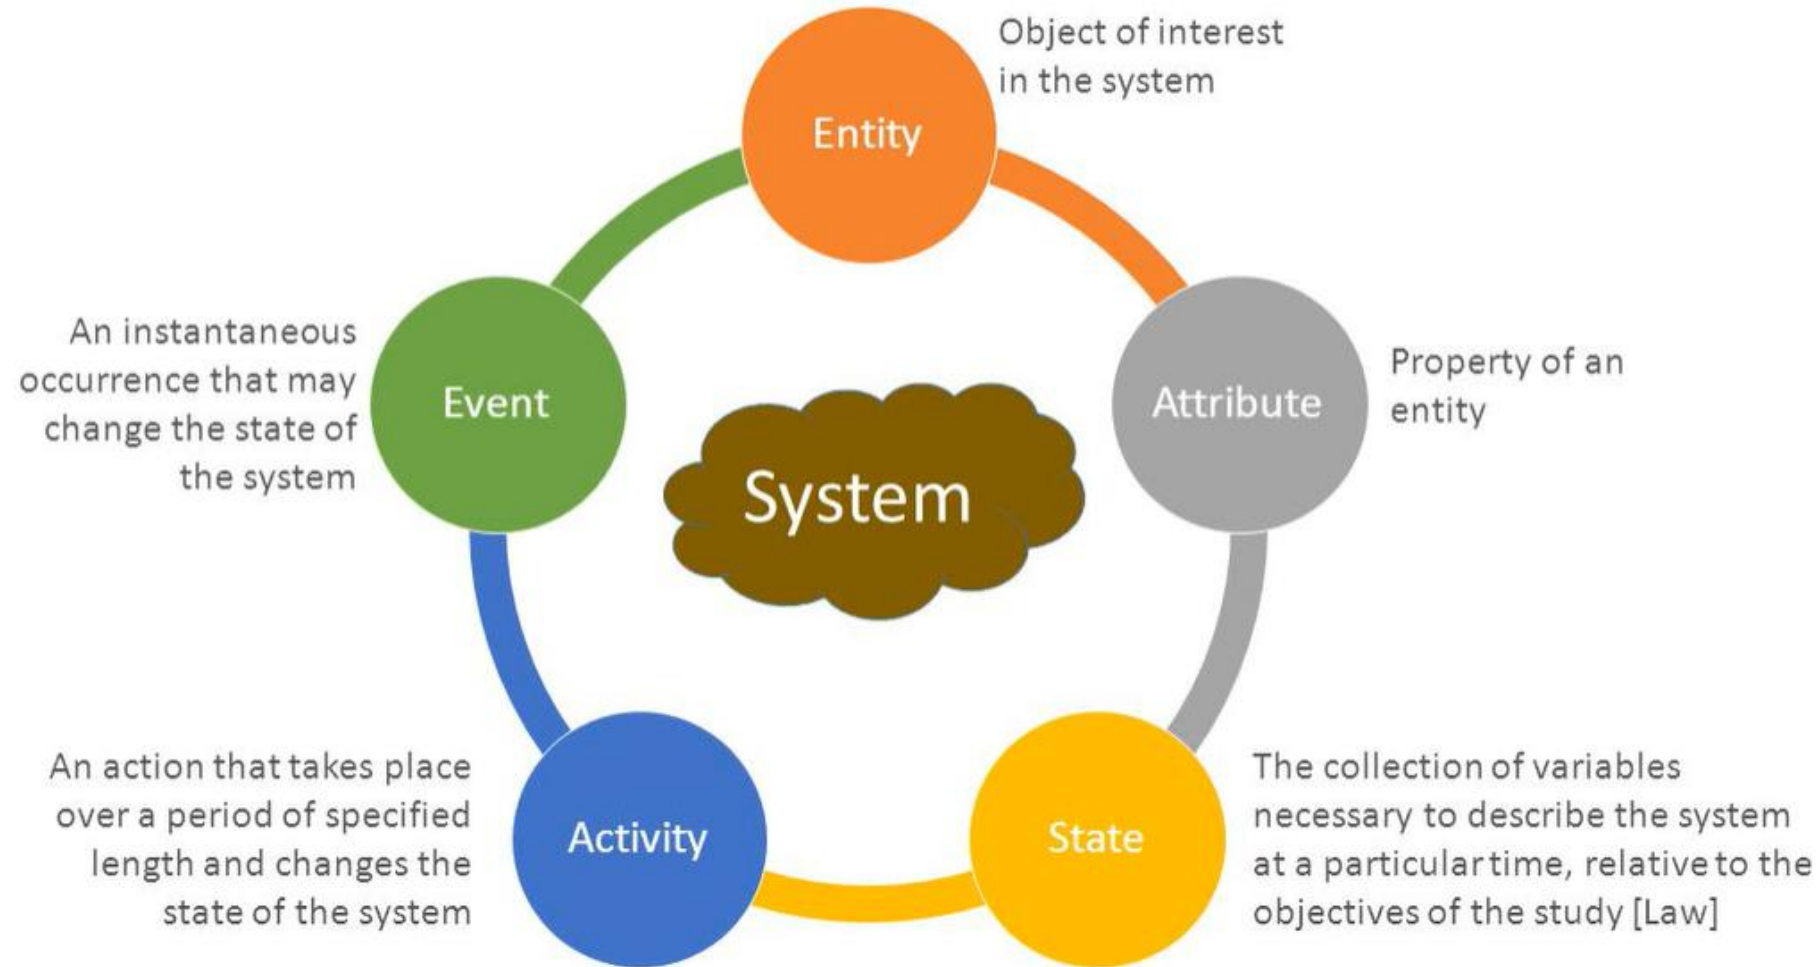 Entity
Object of interest
in the system
Attribute
Property of an
entity
State
The collection of variables
necessary to describe the system
at a particular time, relative to the
objectives of the study [Law]
Activity
An action that takes place
over a period of specified
length and changes the
state of the system
Event
An instantaneous
occurrence that may
change the state of
the system
System